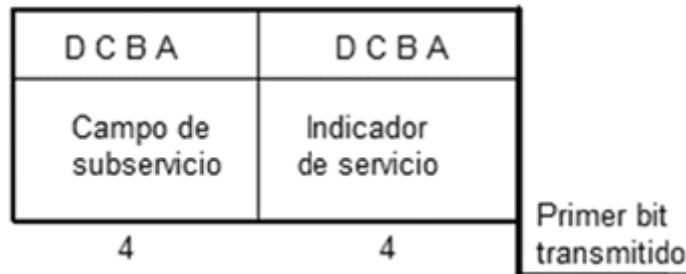 D C B A
D C B A
Campo de
subservicio
Indicador
de servicio
4
4
Primer bit
transmitido